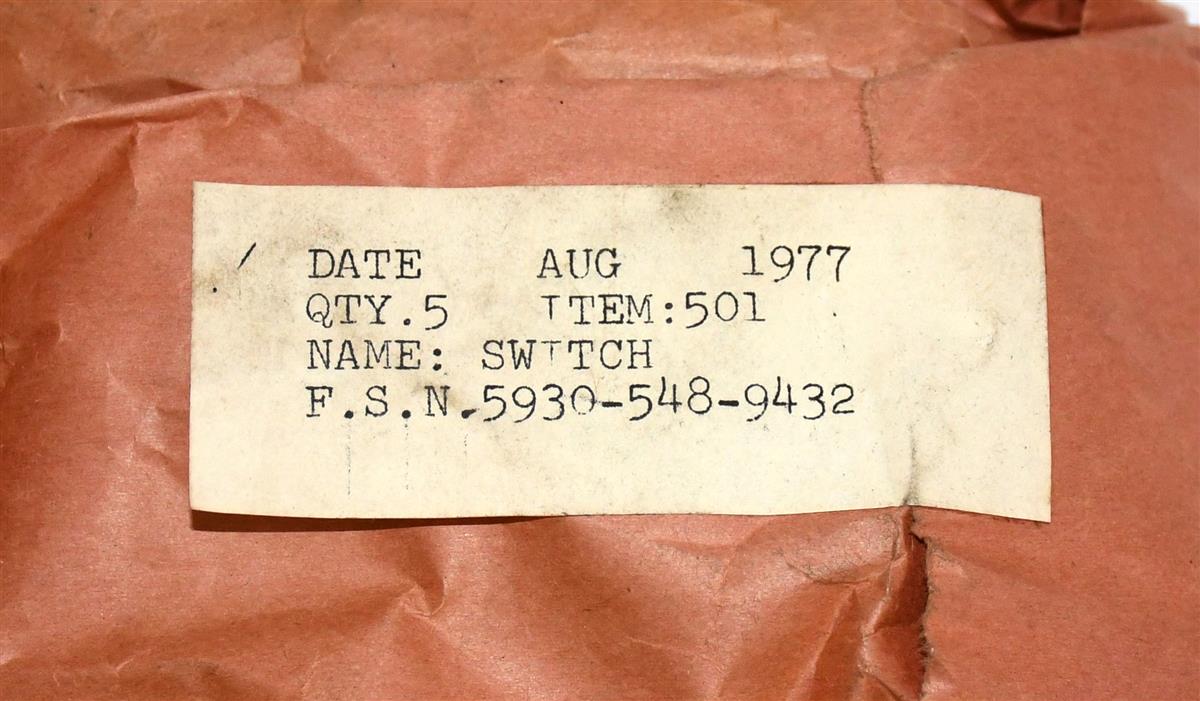 DATE AUG 1977
QTY.5 ITEM:501
NAME: SWITCH
F.S.N.5930-548-9432